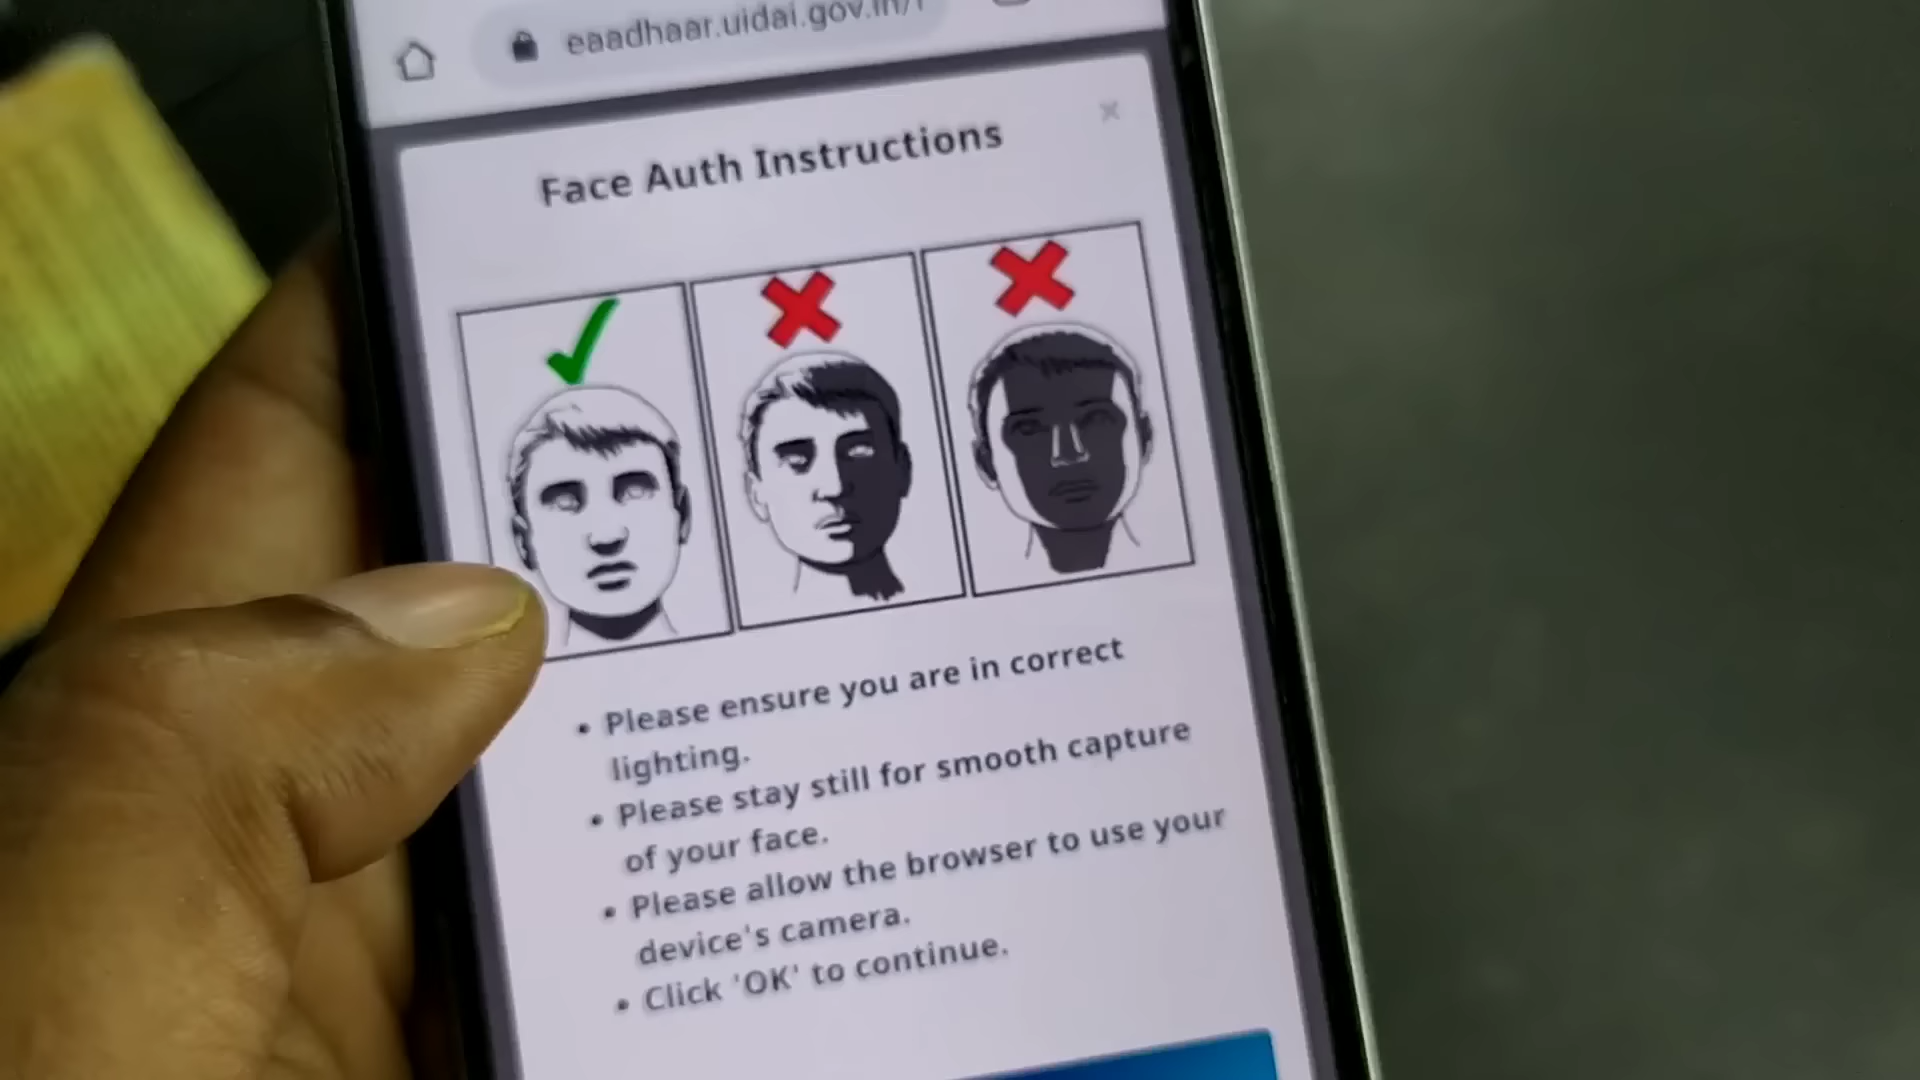 eaadhaar.uidai.gov.in/
Face Auth Instructions
• Please ensure you are in correct
lighting.
• Please stay still for smooth capture
of your face.
• Please allow the browser to use your
device's camera.
• Click 'OK' to continue.